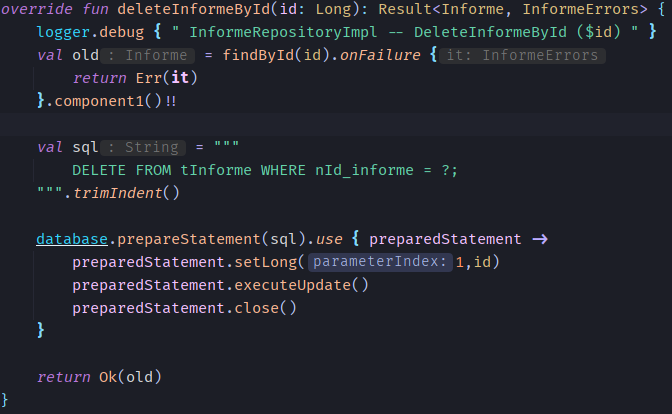 override fun deleteInformeById(id: Long): Result<Informe, InformeErrors> {
    logger.debug { " InformeRepositoryImpl -- DeleteInformeById ($id) " }
    val old : Informe = findById(id).onFailure { it: InformeErrors
        return Err(it)
    }.component1()!!

    val sql : String = """
        DELETE FROM tInforme WHERE nId_informe = ?;
    """.trimIndent()

    database.prepareStatement(sql).use { preparedStatement ->
        preparedStatement.setLong( parameterIndex: 1,id)
        preparedStatement.executeUpdate()
        preparedStatement.close()
    }

    return Ok(old)
}